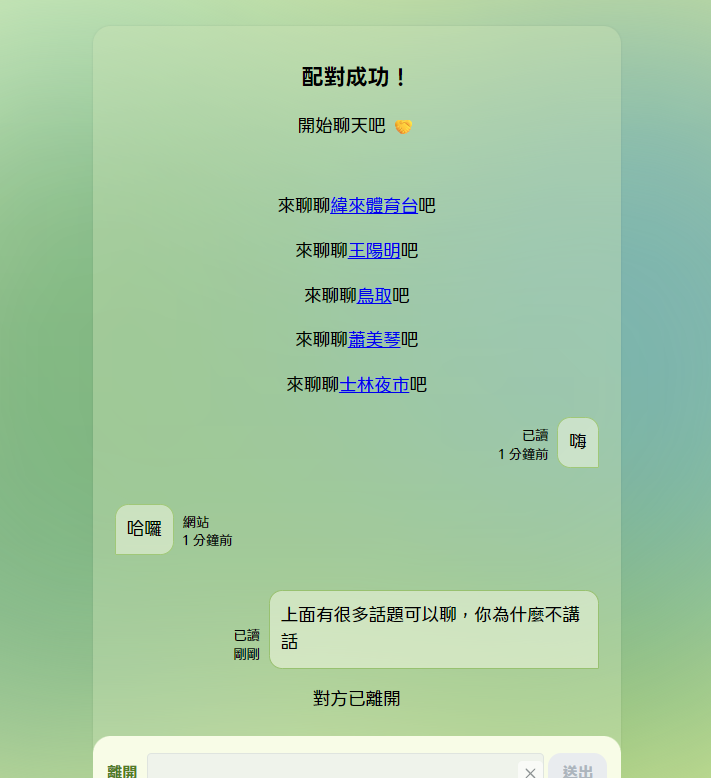 配對成功！
開始聊天吧 🤝
來聊聊緯來體育台吧
來聊聊王陽明吧
來聊聊鳥取吧
來聊聊蕭美琴吧
來聊聊士林夜市吧
已讀
1 分鐘前
嗨
哈囉
網站
1 分鐘前
上面有很多話題可以聊，你為什麼不講
話
已讀
剛剛
對方已離開
離開
送出